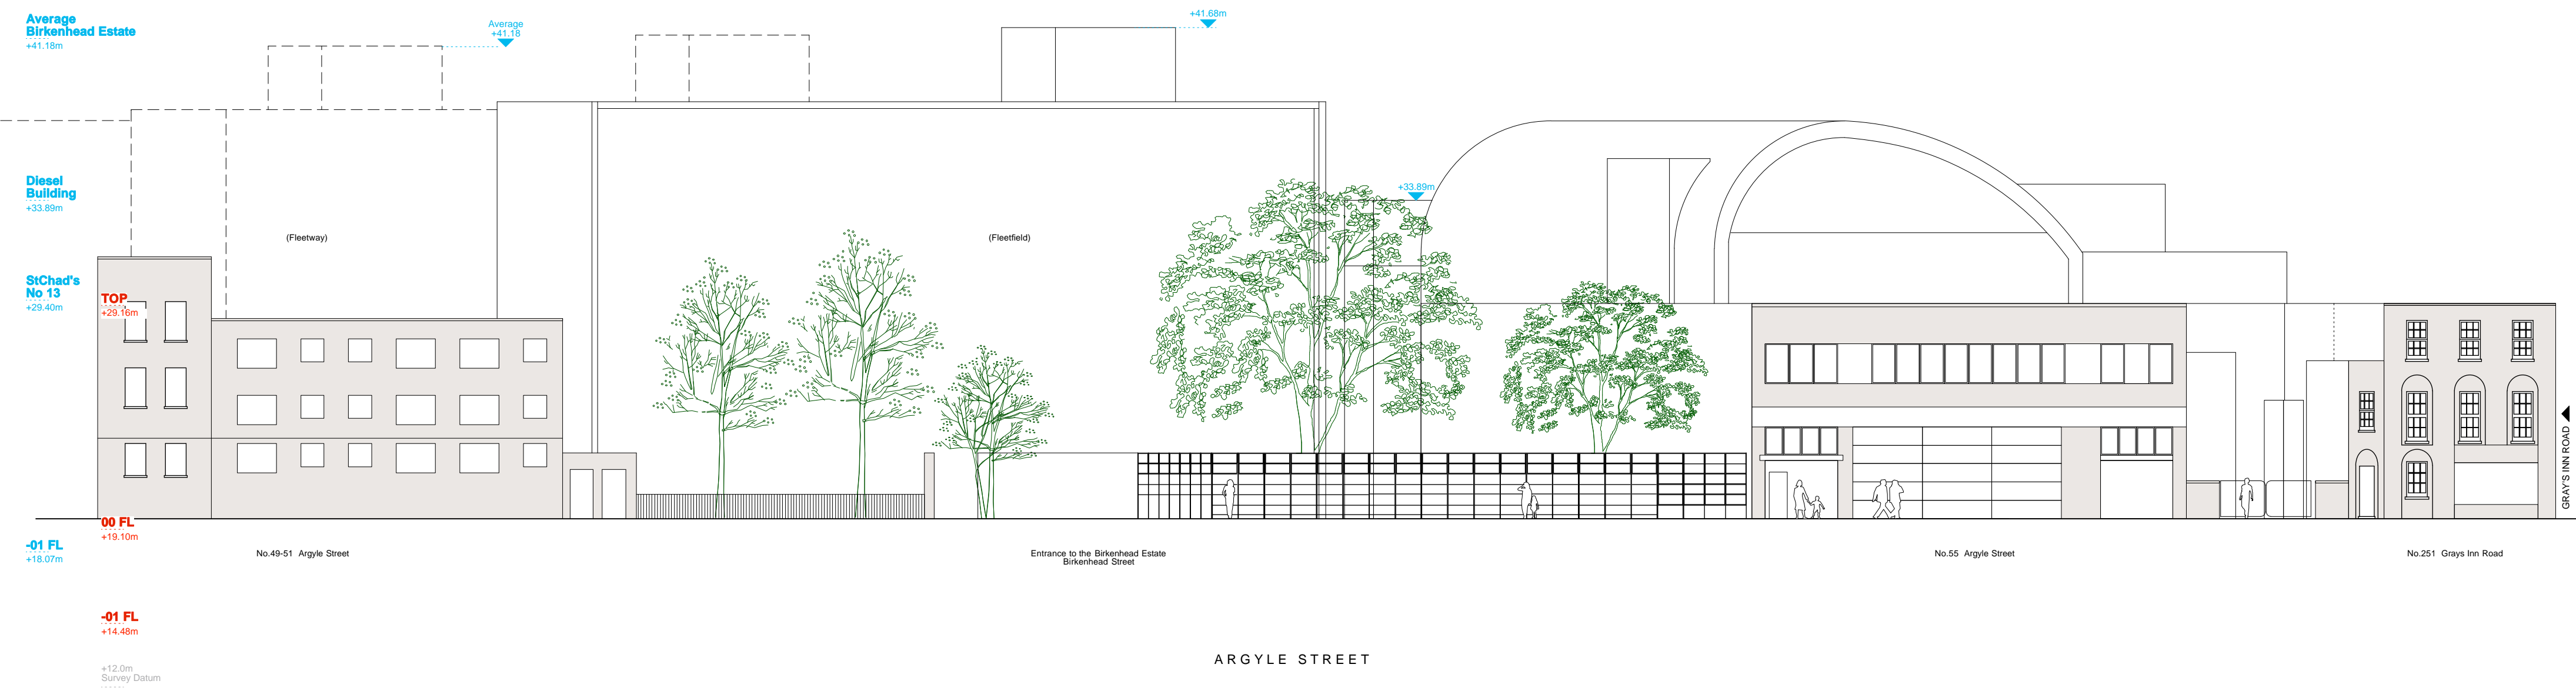 Average
Birkenhead Estate
+41.18m
Average
+41.18
+41.68m
Diesel
Building
+33.89m
+33.89m
(Fleetway)
(Fleetfield)
StChad's
No 13
+29.40m
TOP
+29.16m
GRAY'S INN ROAD
00 FL
+19.10m
-01 FL
+18.07m
No.49-51 Argyle Street
Entrance to the Birkenhead Estate
Birkenhead Street
No.55 Argyle Street
No.251 Grays Inn Road
-01 FL
+14.48m
ARGYLE STREET
+12.0m
Survey Datum